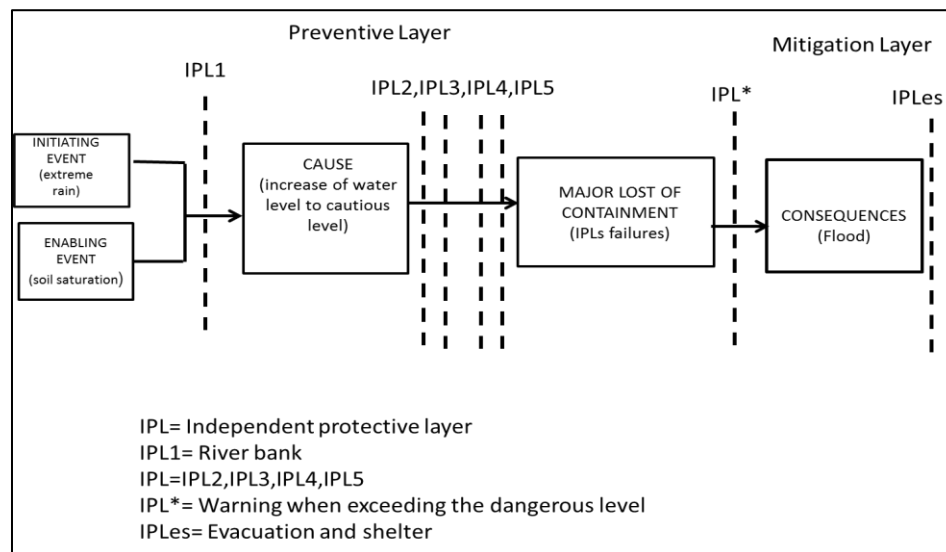 Preventive Layer
Mitigation Layer
IPL1
IPL2,IPL3,IPL4,IPL5
IPL*
IPLes
INITIATING
EVENT
(extreme
rain)
ENABLING
EVENT
(soil saturation)
CAUSE
(increase of water
level to cautious
level)
MAJOR LOST OF
CONTAINMENT
(IPLs failures)
CONSEQUENCES
(Flood)
IPL= Independent protective layer
IPL1= River bank
IPL=IPL2,IPL3,IPL4,IPL5
IPL*= Warning when exceeding the dangerous level
IPLes= Evacuation and shelter